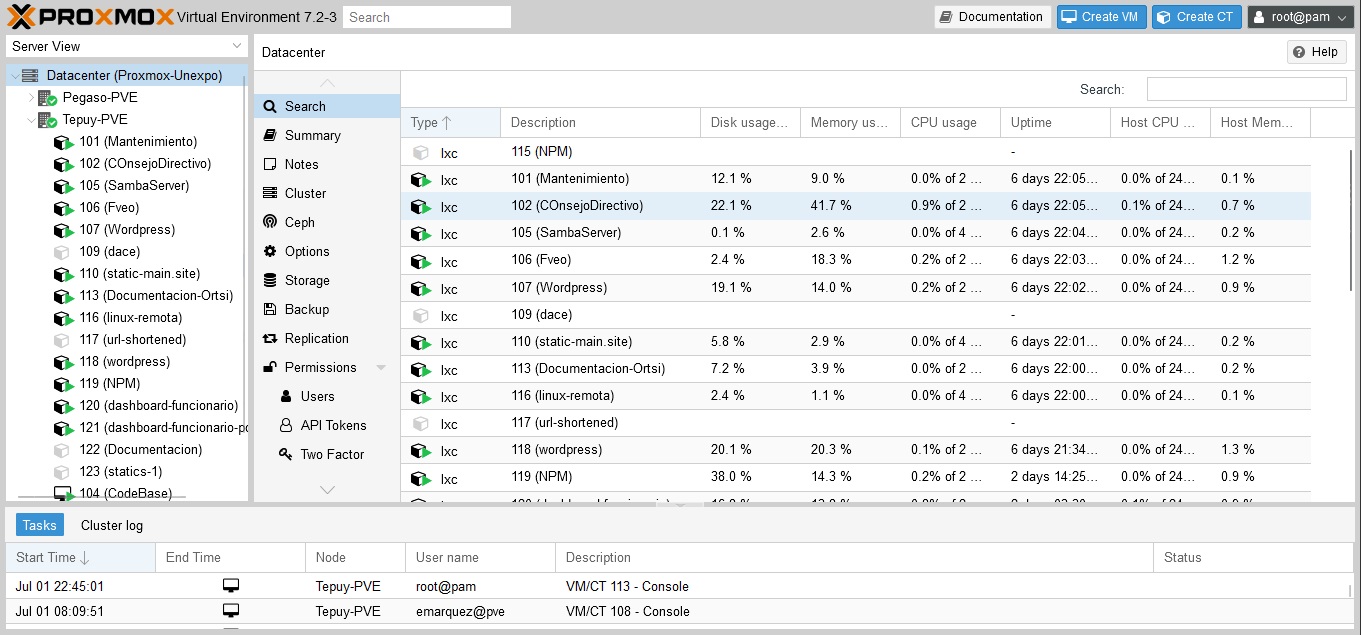 PROXMOX Virtual Environment 7.2-3 Search Documentation Create VM Create CT root@pam
Server View
Datacenter (Proxmox-Unexpo)
Pegaso-PVE
Tepuy-PVE
101 (Mantenimiento)
102 (COnsejoDirectivo)
105 (SambaServer)
106 (Fveo)
107 (Wordpress)
109 (dace)
110 (static-main.site)
113 (Documentacion-Ortsi)
116 (linux-remota)
117 (url-shortened)
118 (wordpress)
119 (NPM)
120 (dashboard-funcionario)
121 (dashboard-funcionario-po
122 (Documentacion)
123 (statics-1)
104 (CodeBase)
Datacenter Help
Search
Summary
Notes
Cluster
Ceph
Options
Storage
Backup
Replication
Permissions
Users
API Tokens
Two Factor
Search:
Type Description Disk usage... Memory us... CPU usage Uptime Host CPU ... Host Mem...
lxc 115 (NPM) -
lxc 101 (Mantenimiento) 12.1 % 9.0 % 0.0% of 2 ... 6 days 22:05... 0.0% of 24... 0.1 %
lxc 102 (COnsejoDirectivo) 22.1 % 41.7 % 0.9% of 2 ... 6 days 22:05... 0.1% of 24... 0.7 %
lxc 105 (SambaServer) 0.1 % 2.6 % 0.0% of 4 ... 6 days 22:04... 0.0% of 24... 0.2 %
lxc 106 (Fveo) 2.4 % 18.3 % 0.2% of 2 ... 6 days 22:03... 0.0% of 24... 1.2 %
lxc 107 (Wordpress) 19.1 % 14.0 % 0.2% of 2 ... 6 days 22:02... 0.0% of 24... 0.9 %
lxc 109 (dace) -
lxc 110 (static-main.site) 5.8 % 2.9 % 0.0% of 4 ... 6 days 22:01... 0.0% of 24... 0.2 %
lxc 113 (Documentacion-Ortsi) 7.2 % 3.9 % 0.0% of 2 ... 6 days 22:00... 0.0% of 24... 0.2 %
lxc 116 (linux-remota) 2.4 % 1.1 % 0.0% of 4 ... 6 days 22:00... 0.0% of 24... 0.1 %
lxc 117 (url-shortened) -
lxc 118 (wordpress) 20.1 % 20.3 % 0.1% of 2 ... 6 days 21:34... 0.0% of 24... 1.3 %
lxc 119 (NPM) 38.0 % 14.3 % 0.2% of 2 ... 2 days 14:25... 0.0% of 24... 0.9 %
Tasks Cluster log
Start Time End Time Node User name Description Status
Jul 01 22:45:01 Tepuy-PVE root@pam VM/CT 113 - Console
Jul 01 08:09:51 Tepuy-PVE emarquez@pve VM/CT 108 - Console